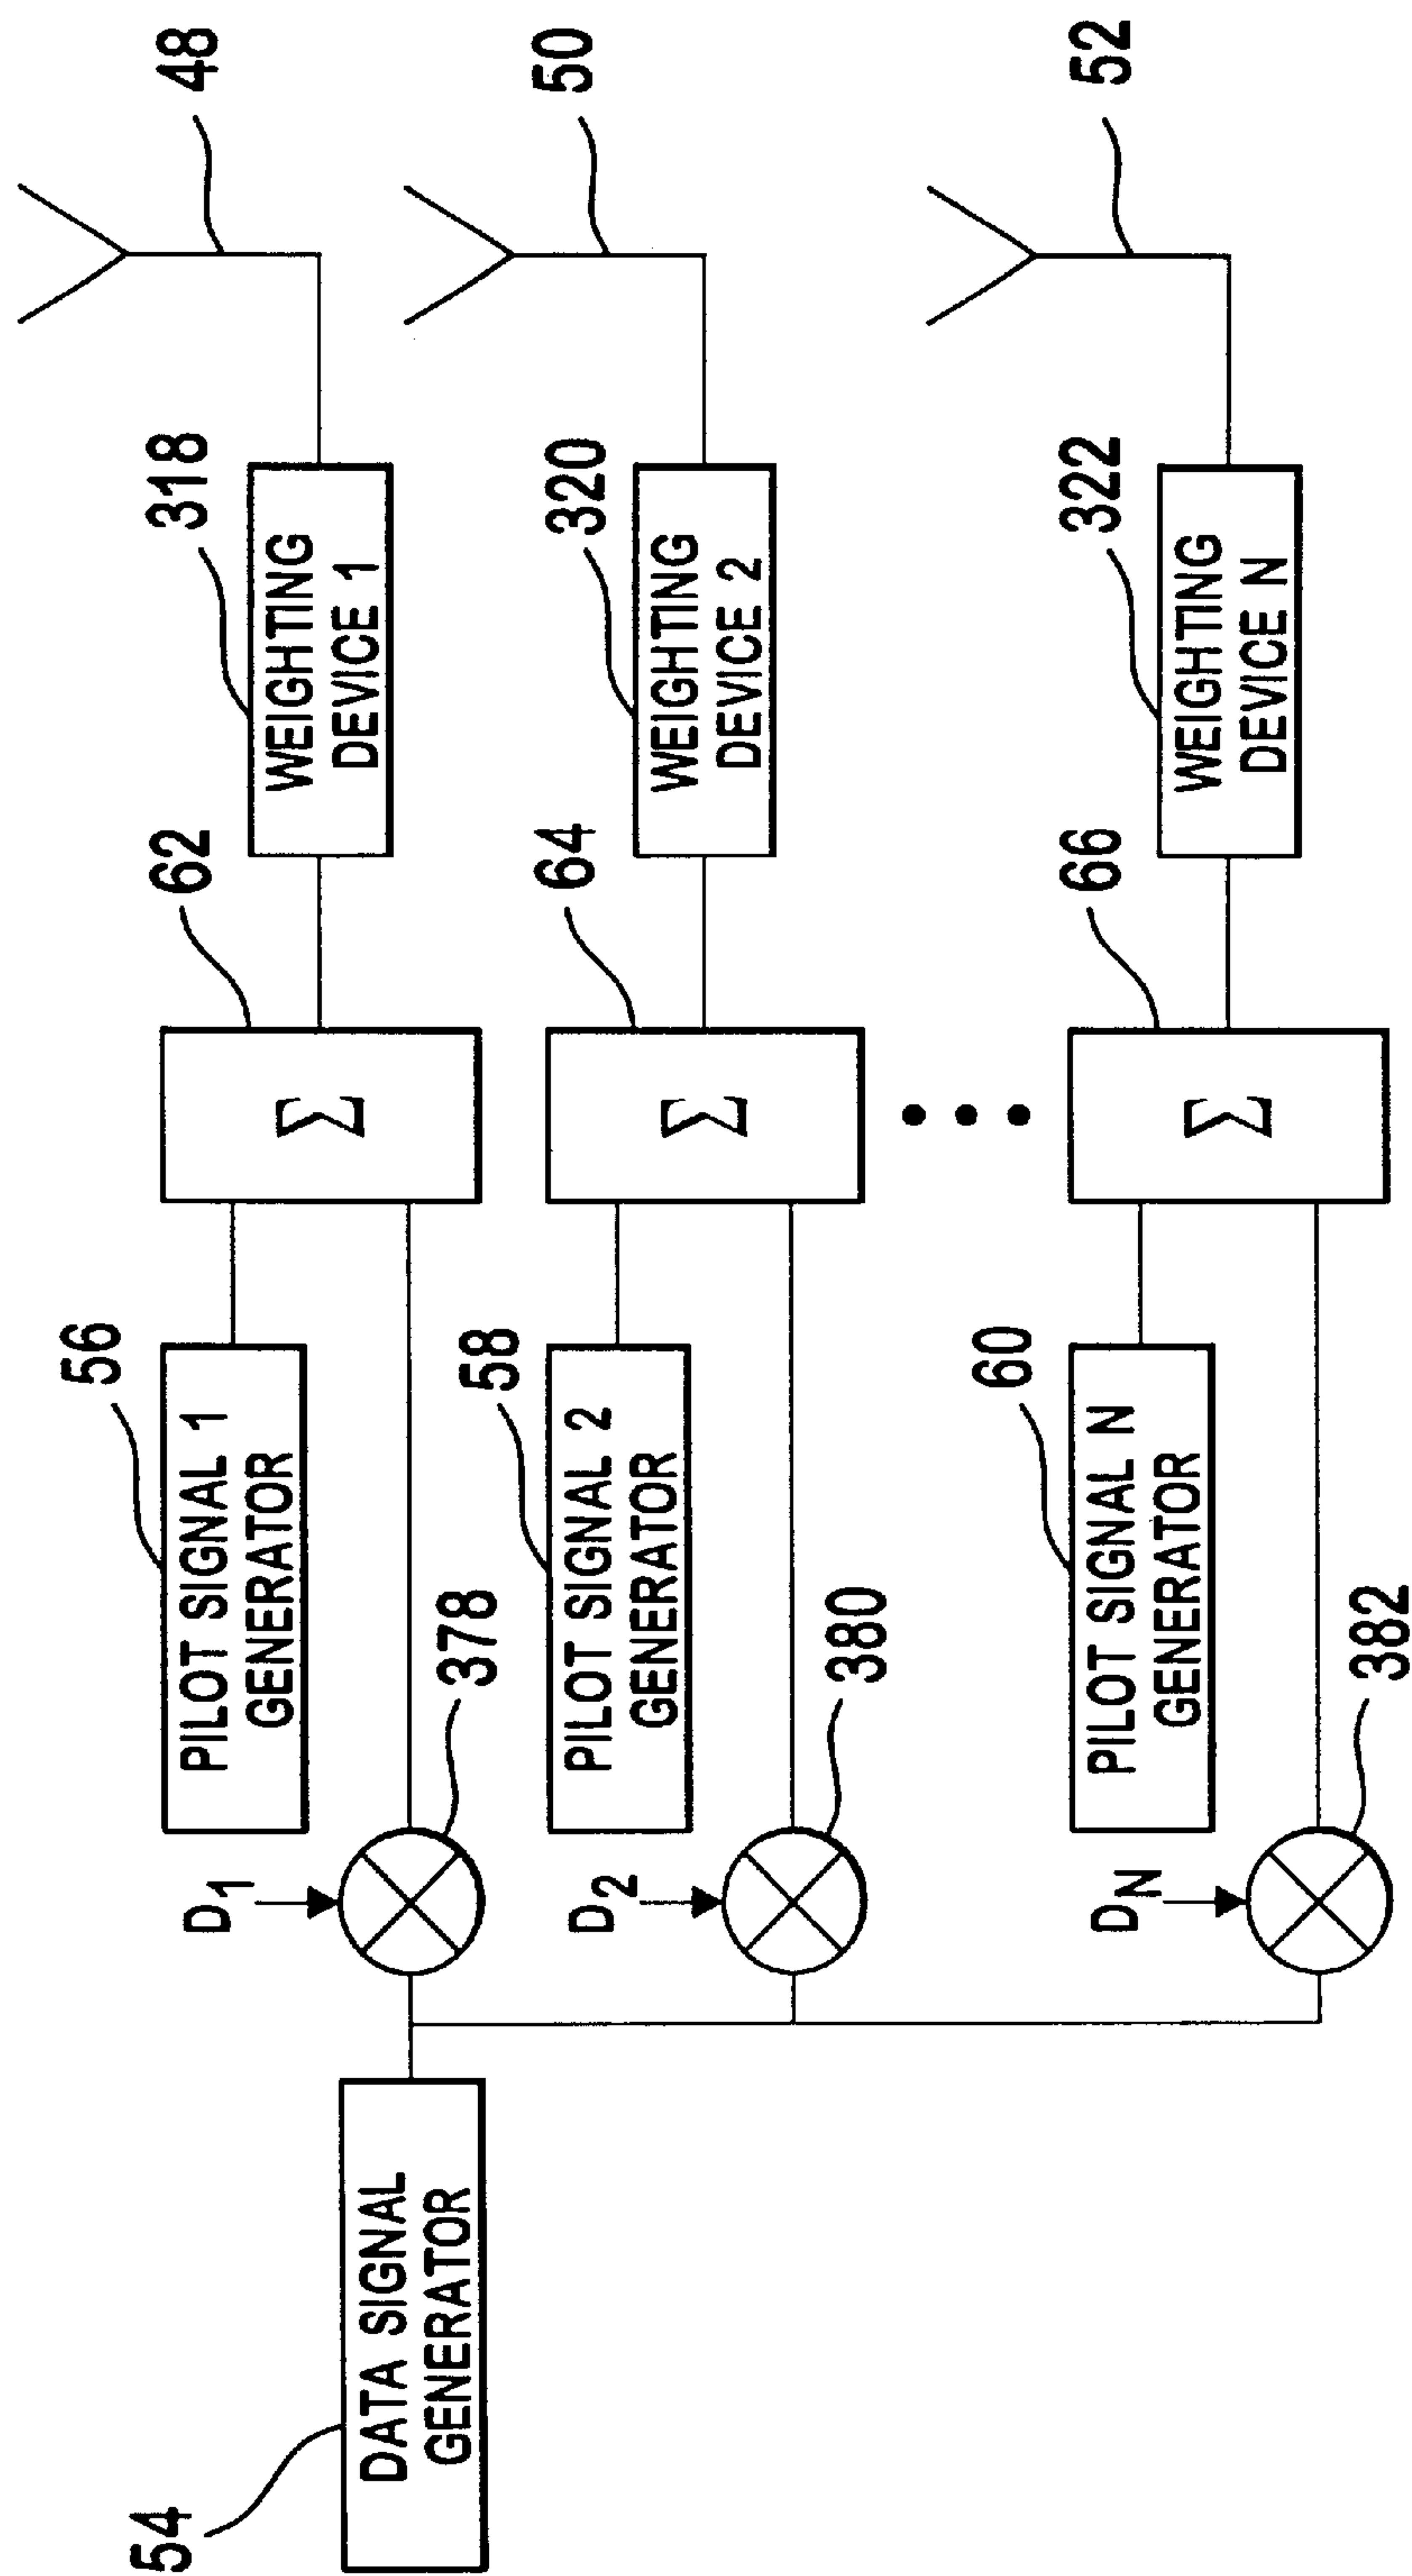 54
DATA SIGNAL
GENERATOR
D1
378
56
PILOT SIGNAL 1
GENERATOR
62
Σ
318
WEIGHTING
DEVICE 1
48
D2
380
58
PILOT SIGNAL 2
GENERATOR
64
Σ
320
WEIGHTING
DEVICE 2
50
DN
382
60
PILOT SIGNAL N
GENERATOR
66
Σ
322
WEIGHTING
DEVICE N
52